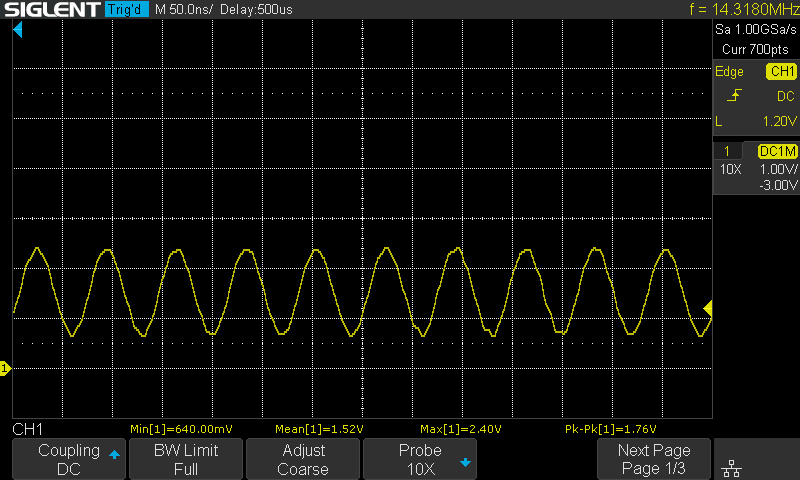 SIGLENT Trig'd M 50.0ns/ Delay:500us f = 14.3180MHz
Sa 1.00GSa/s
Curr 700pts
Edge CH1
DC
L 1.20V
1 DC1M
10X 1.00V/
-3.00V
1
CH1 Min[1]=640.00mV Mean[1]=1.52V Max[1]=2.40V Pk-Pk[1]=1.76V
Coupling BW Limit Adjust Probe Next Page
DC Full Coarse 10X Page 1/3